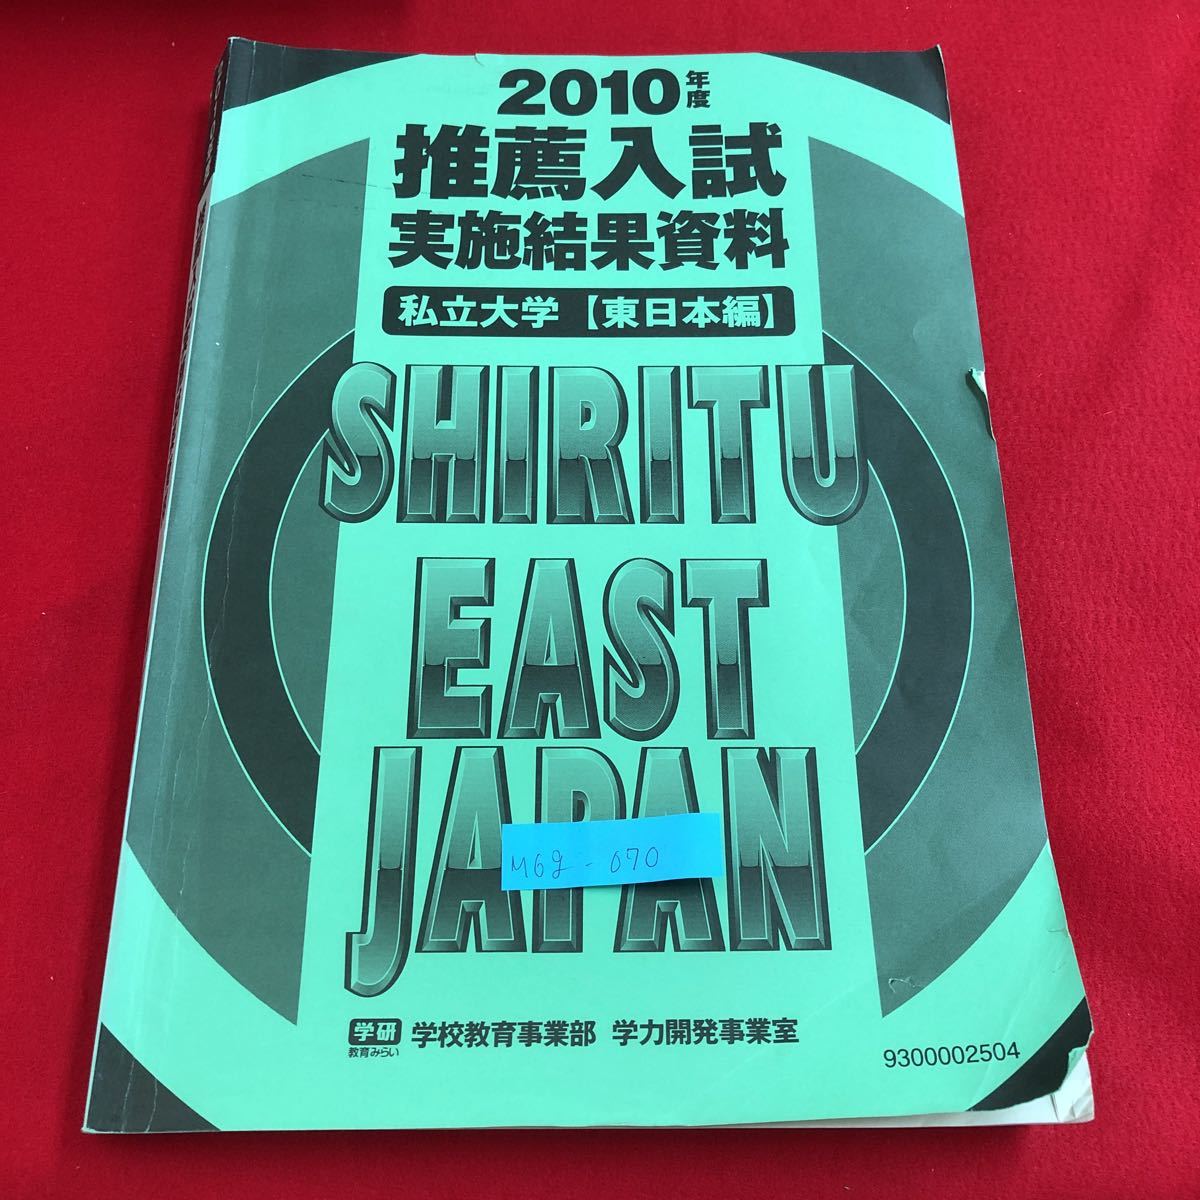 2010年度
推薦入試
実施結果資料
私立大学【東日本編】
SHIRITU
EAST
JAPAN
M6g-070
学研 学校教育事業部 学力開発事業室
教育みらい
9300002504